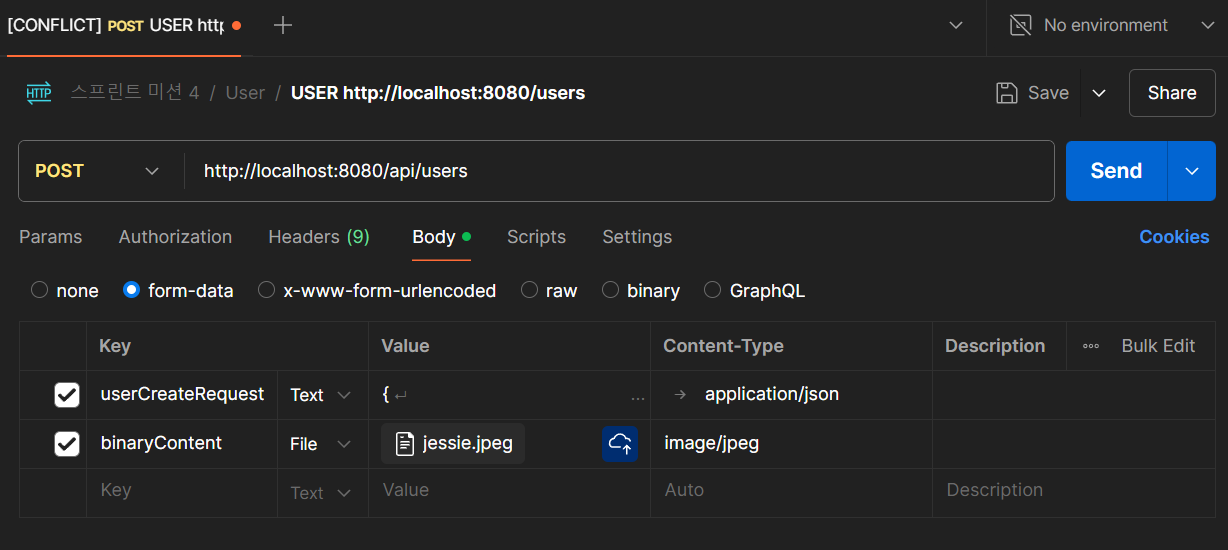 [CONFLICT] POST USER http
No environment
HTTP 스프린트 미션 4 / User / USER http://localhost:8080/users
Save
Share
POST
http://localhost:8080/api/users
Send
Params Authorization Headers (9) Body Scripts Settings Cookies
none form-data x-www-form-urlencoded raw binary GraphQL
Key Value Content-Type Description ooo Bulk Edit
userCreateRequest Text { ↵ ... → application/json
binaryContent File jessie.jpeg image/jpeg
Key Text Value Auto Description